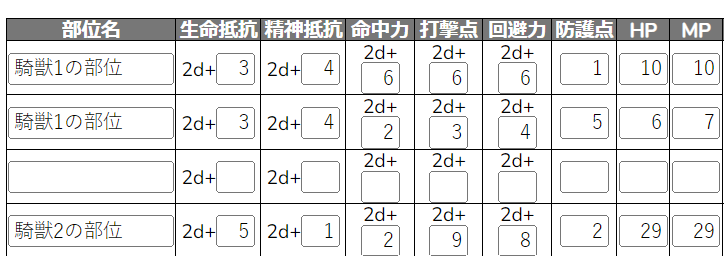 部位名 生命抵抗 精神抵抗 命中力 打撃点 回避力 防護点 HP MP
騎獣1の部位 2d+ 3 2d+ 4 2d+ 6 2d+ 6 2d+ 6 1 10 10
騎獣1の部位 2d+ 3 2d+ 4 2d+ 2 2d+ 3 2d+ 4 5 6 7
2d+ 2d+ 2d+ 2d+ 2d+
騎獣2の部位 2d+ 5 2d+ 1 2d+ 2 2d+ 9 2d+ 8 2 29 29